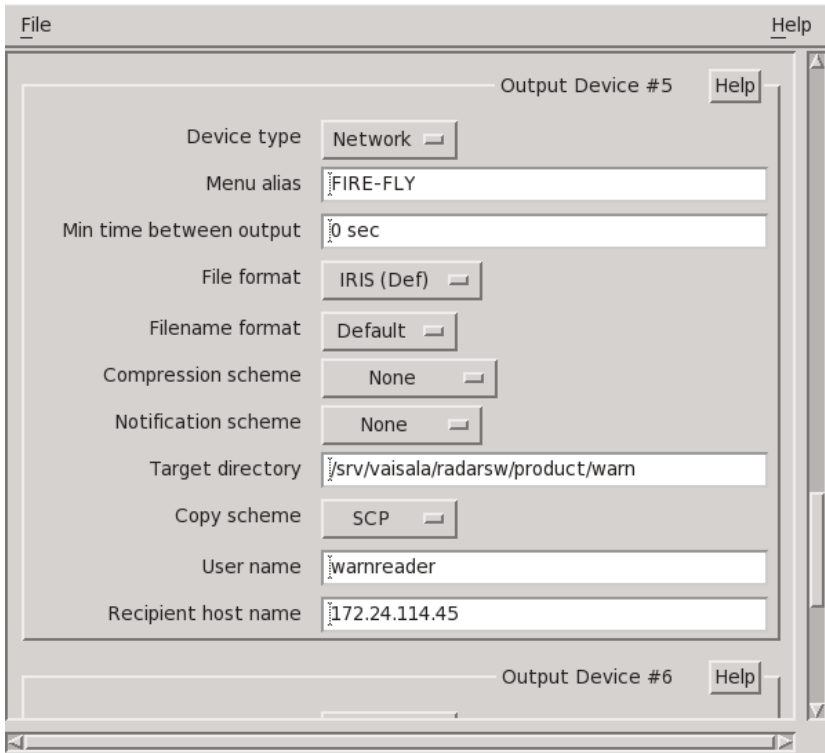 File Help
Output Device #5 Help
Device type Network
Menu alias FIRE-FLY
Min time between output 0 sec
File format IRIS (Def)
Filename format Default
Compression scheme None
Notification scheme None
Target directory /srv/vaisala/radarsw/product/warn
Copy scheme SCP
User name warnreader
Recipient host name 172.24.114.45
Output Device #6 Help